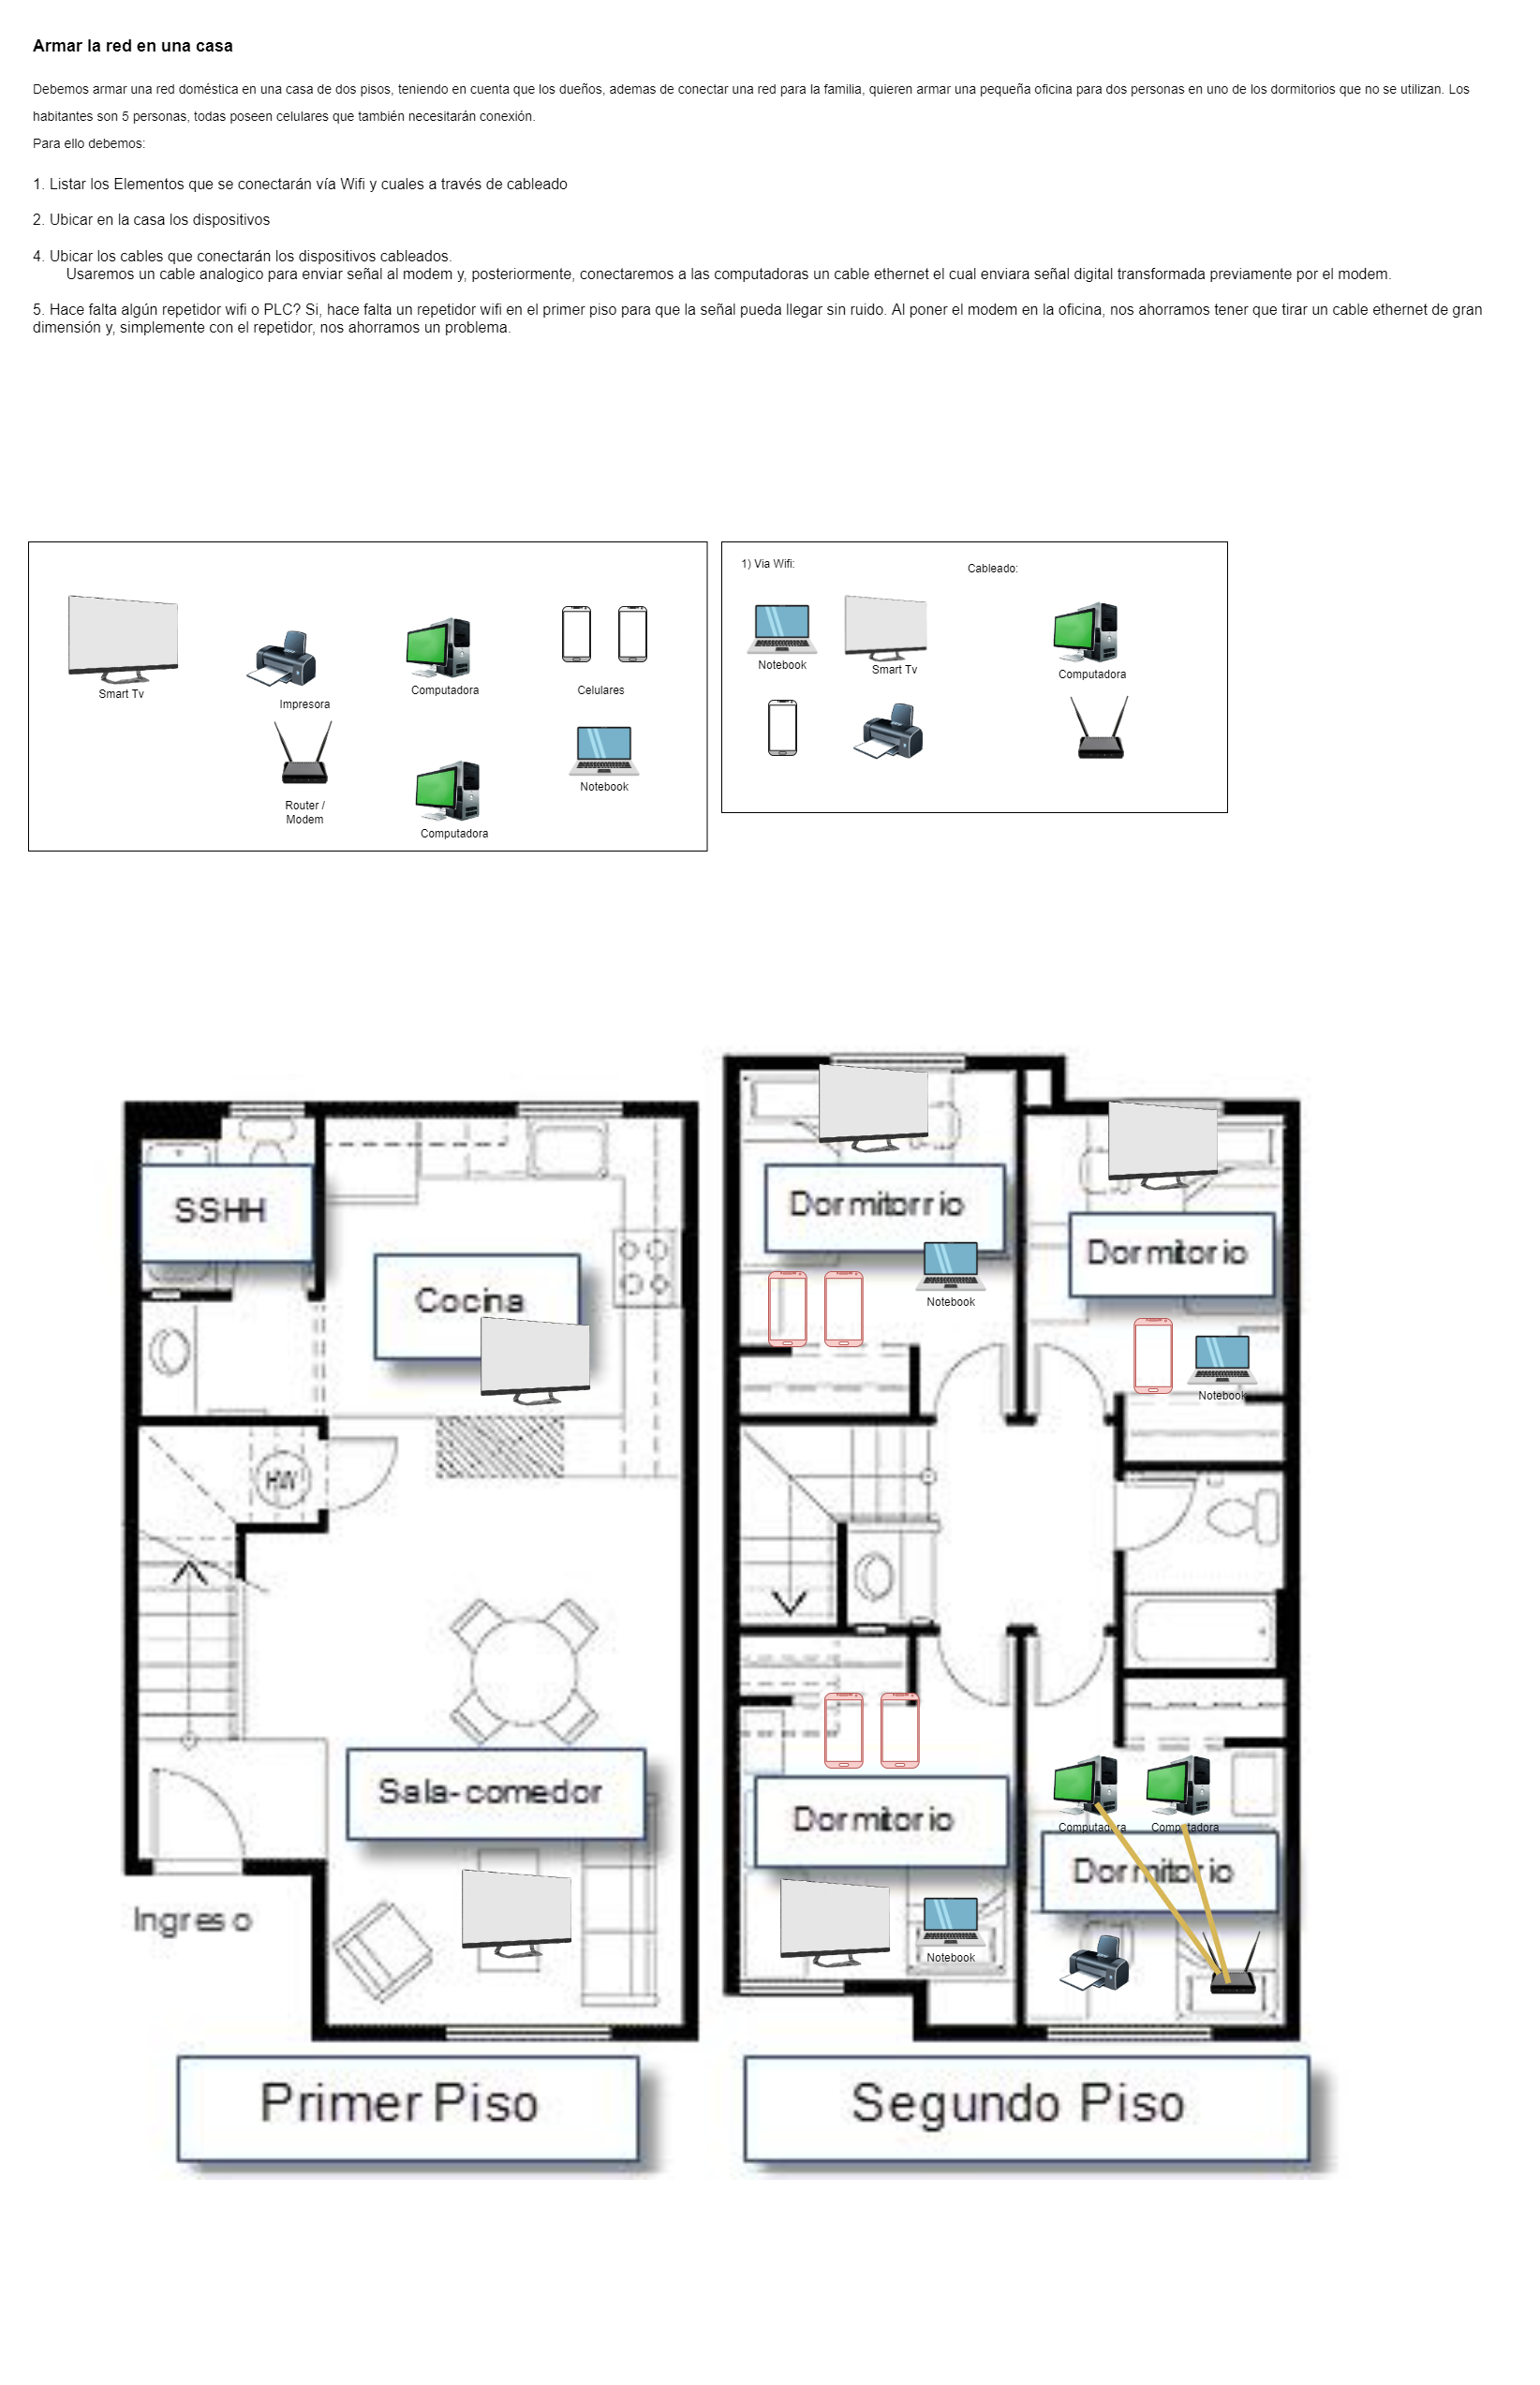 Armar la red en una casa
Debemos armar una red doméstica en una casa de dos pisos, teniendo en cuenta que los dueños, ademas de conectar una red para la familia, quieren armar una pequeña oficina para dos personas en uno de los dormitorios que no se utilizan. Los
habitantes son 5 personas, todas poseen celulares que también necesitarán conexión.
Para ello debemos:
1. Listar los Elementos que se conectarán vía Wifi y cuales a través de cableado
2. Ubicar en la casa los dispositivos
4. Ubicar los cables que conectarán los dispositivos cableados.
Usaremos un cable analogico para enviar señal al modem y, posteriormente, conectaremos a las computadoras un cable ethernet el cual enviara señal digital transformada previamente por el modem.
5. Hace falta algún repetidor wifi o PLC? Si, hace falta un repetidor wifi en el primer piso para que la señal pueda llegar sin ruido. Al poner el modem en la oficina, nos ahorramos tener que tirar un cable ethernet de gran
dimensión y, simplemente con el repetidor, nos ahorramos un problema.
Smart Tv
Impresora
Computadora
Celulares
Router /
Modem
Computadora
Notebook
1) Via Wifi:
Cableado:
Notebook
Smart Tv
Computadora
SSHH
Cocina
HW
Sala-comedor
Ingreso
Primer Piso
Dormitorrio
Notebook
Dormitorio
Notebook
Dormitorio
Notebook
Computadora
Computadora
Dormitorio
Segundo Piso